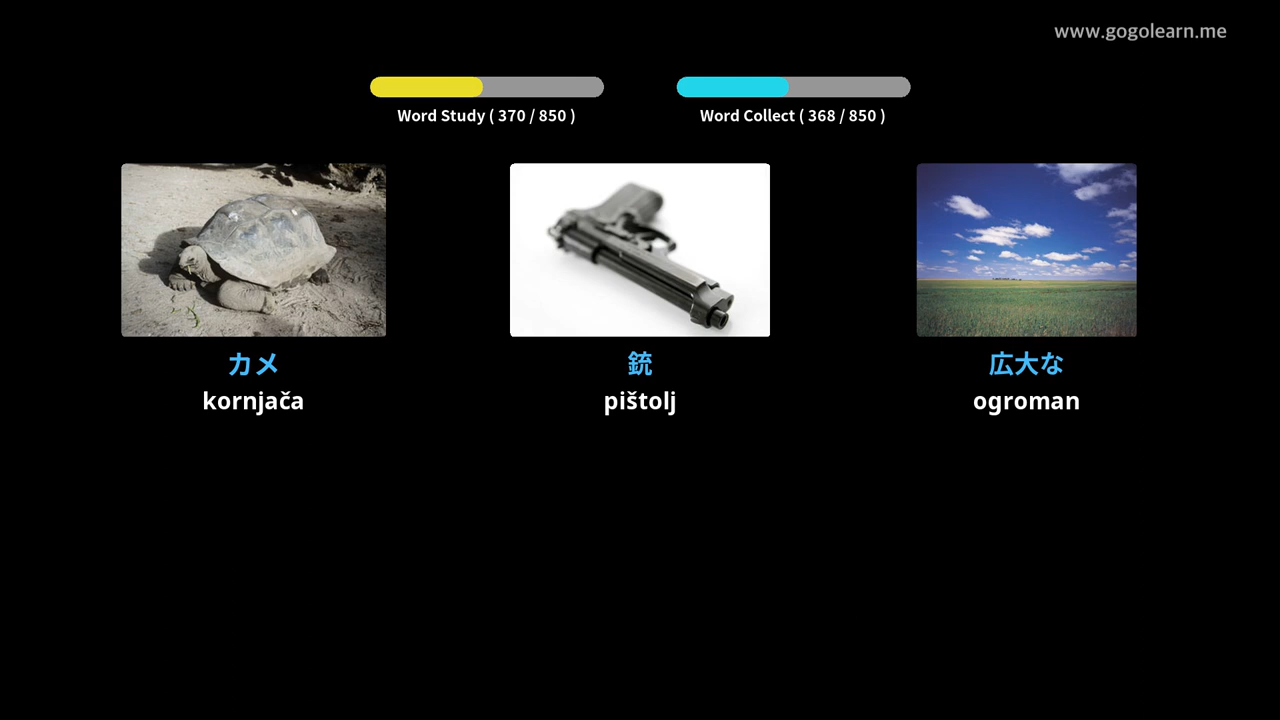 www.gogolearn.me
Word Study ( 370 / 850 )
Word Collect ( 368 / 850 )
カメ
kornjača
銃
pištolj
広大な
ogroman